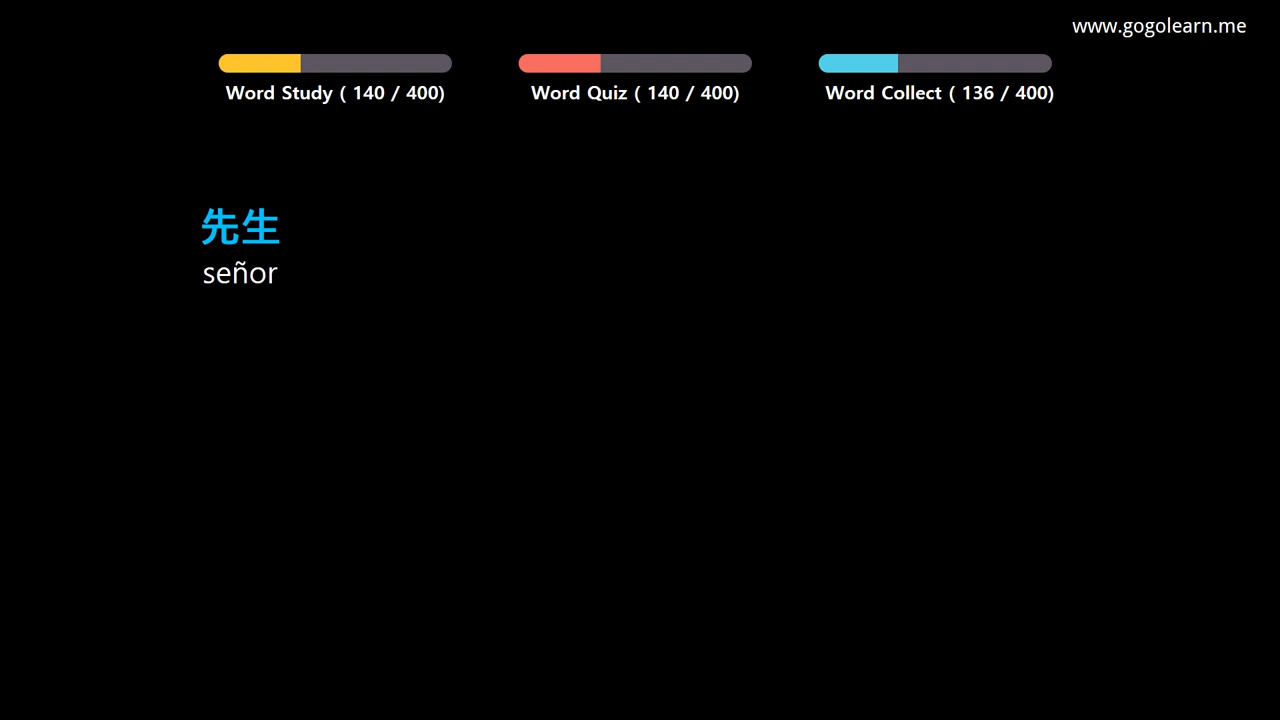 www.gogolearn.me
Word Study ( 140 / 400)
Word Quiz ( 140 / 400)
Word Collect ( 136 / 400)
先生
señor